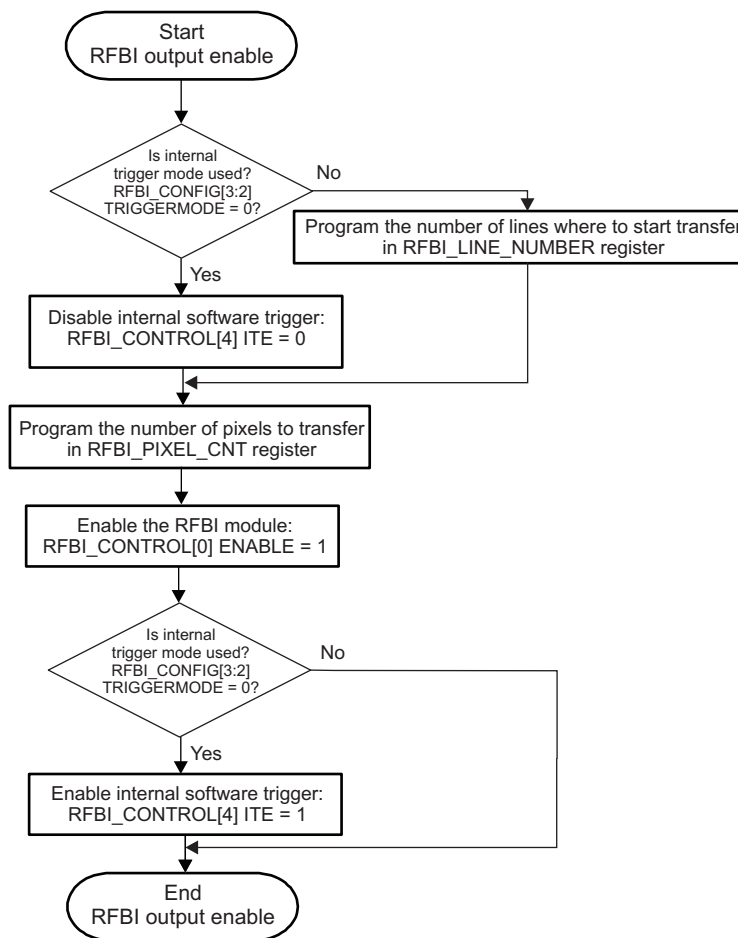 Start
RFBI output enable
Is internal
trigger mode used?
RFBI_CONFIG[3:2]
TRIGGERMODE = 0?
No
Program the number of lines where to start transfer
in RFBI_LINE_NUMBER register
Yes
Disable internal software trigger:
RFBI_CONTROL[4] ITE = 0
Program the number of pixels to transfer
in RFBI_PIXEL_CNT register
Enable the RFBI module:
RFBI_CONTROL[0] ENABLE = 1
Is internal
trigger mode used?
RFBI_CONFIG[3:2]
TRIGGERMODE = 0?
No
Yes
Enable internal software trigger:
RFBI_CONTROL[4] ITE = 1
End
RFBI output enable